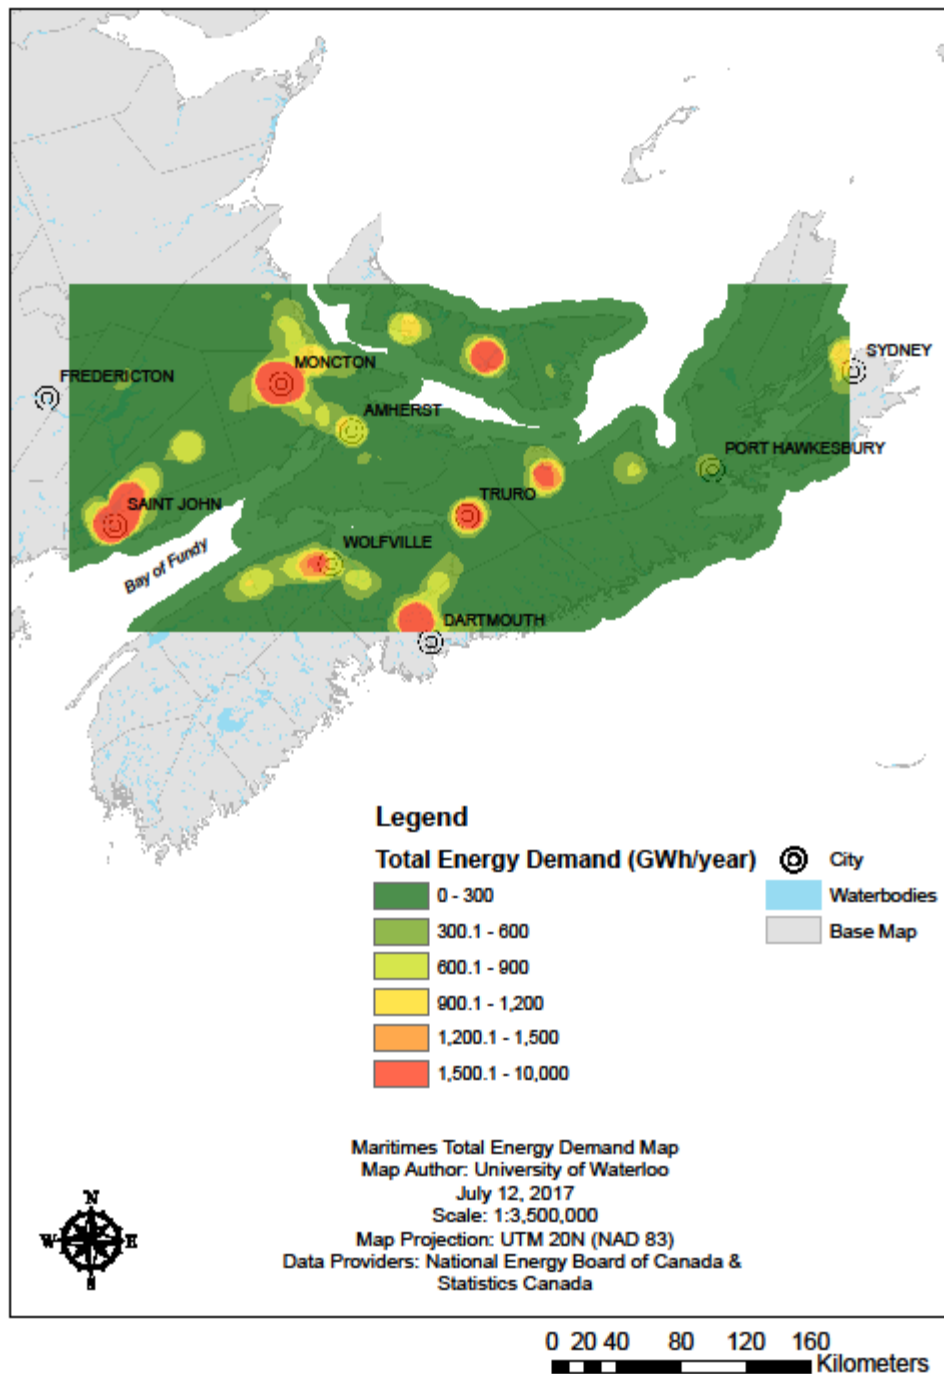 SYDNEY
MONCTON
FREDERICTON
AMHERST
PORT HAWKESBURY
TRURO
SAINT JOHN
WOLFVILLE
Bay of Fundy
DARTMOUTH
Legend
Total Energy Demand (GWh/year)
City
0 - 300
Waterbodies
300.1 - 600
Base Map
600.1 - 900
900.1 - 1,200
1,200.1 - 1,500
1,500.1 - 10,000
Maritimes Total Energy Demand Map
Map Author: University of Waterloo
July 12, 2017
Scale: 1:3,500,000
Map Projection: UTM 20N (NAD 83)
Data Providers: National Energy Board of Canada &
Statistics Canada
N
W E
S
0 20 40 80 120 160
Kilometers